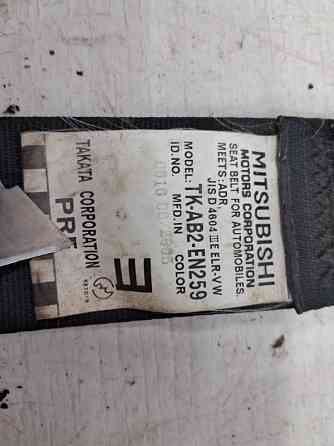 MITSUBISHI
MOTORS CORPORATION
SEAT BELT FOR AUTOMOBILES.
MEETS: ADR.
JIS D 4604 III E ELR-VW
MODEL: TK-AB2-EN259
ID.NO. MFD.IN COLOR
TAKATA CORPORATION